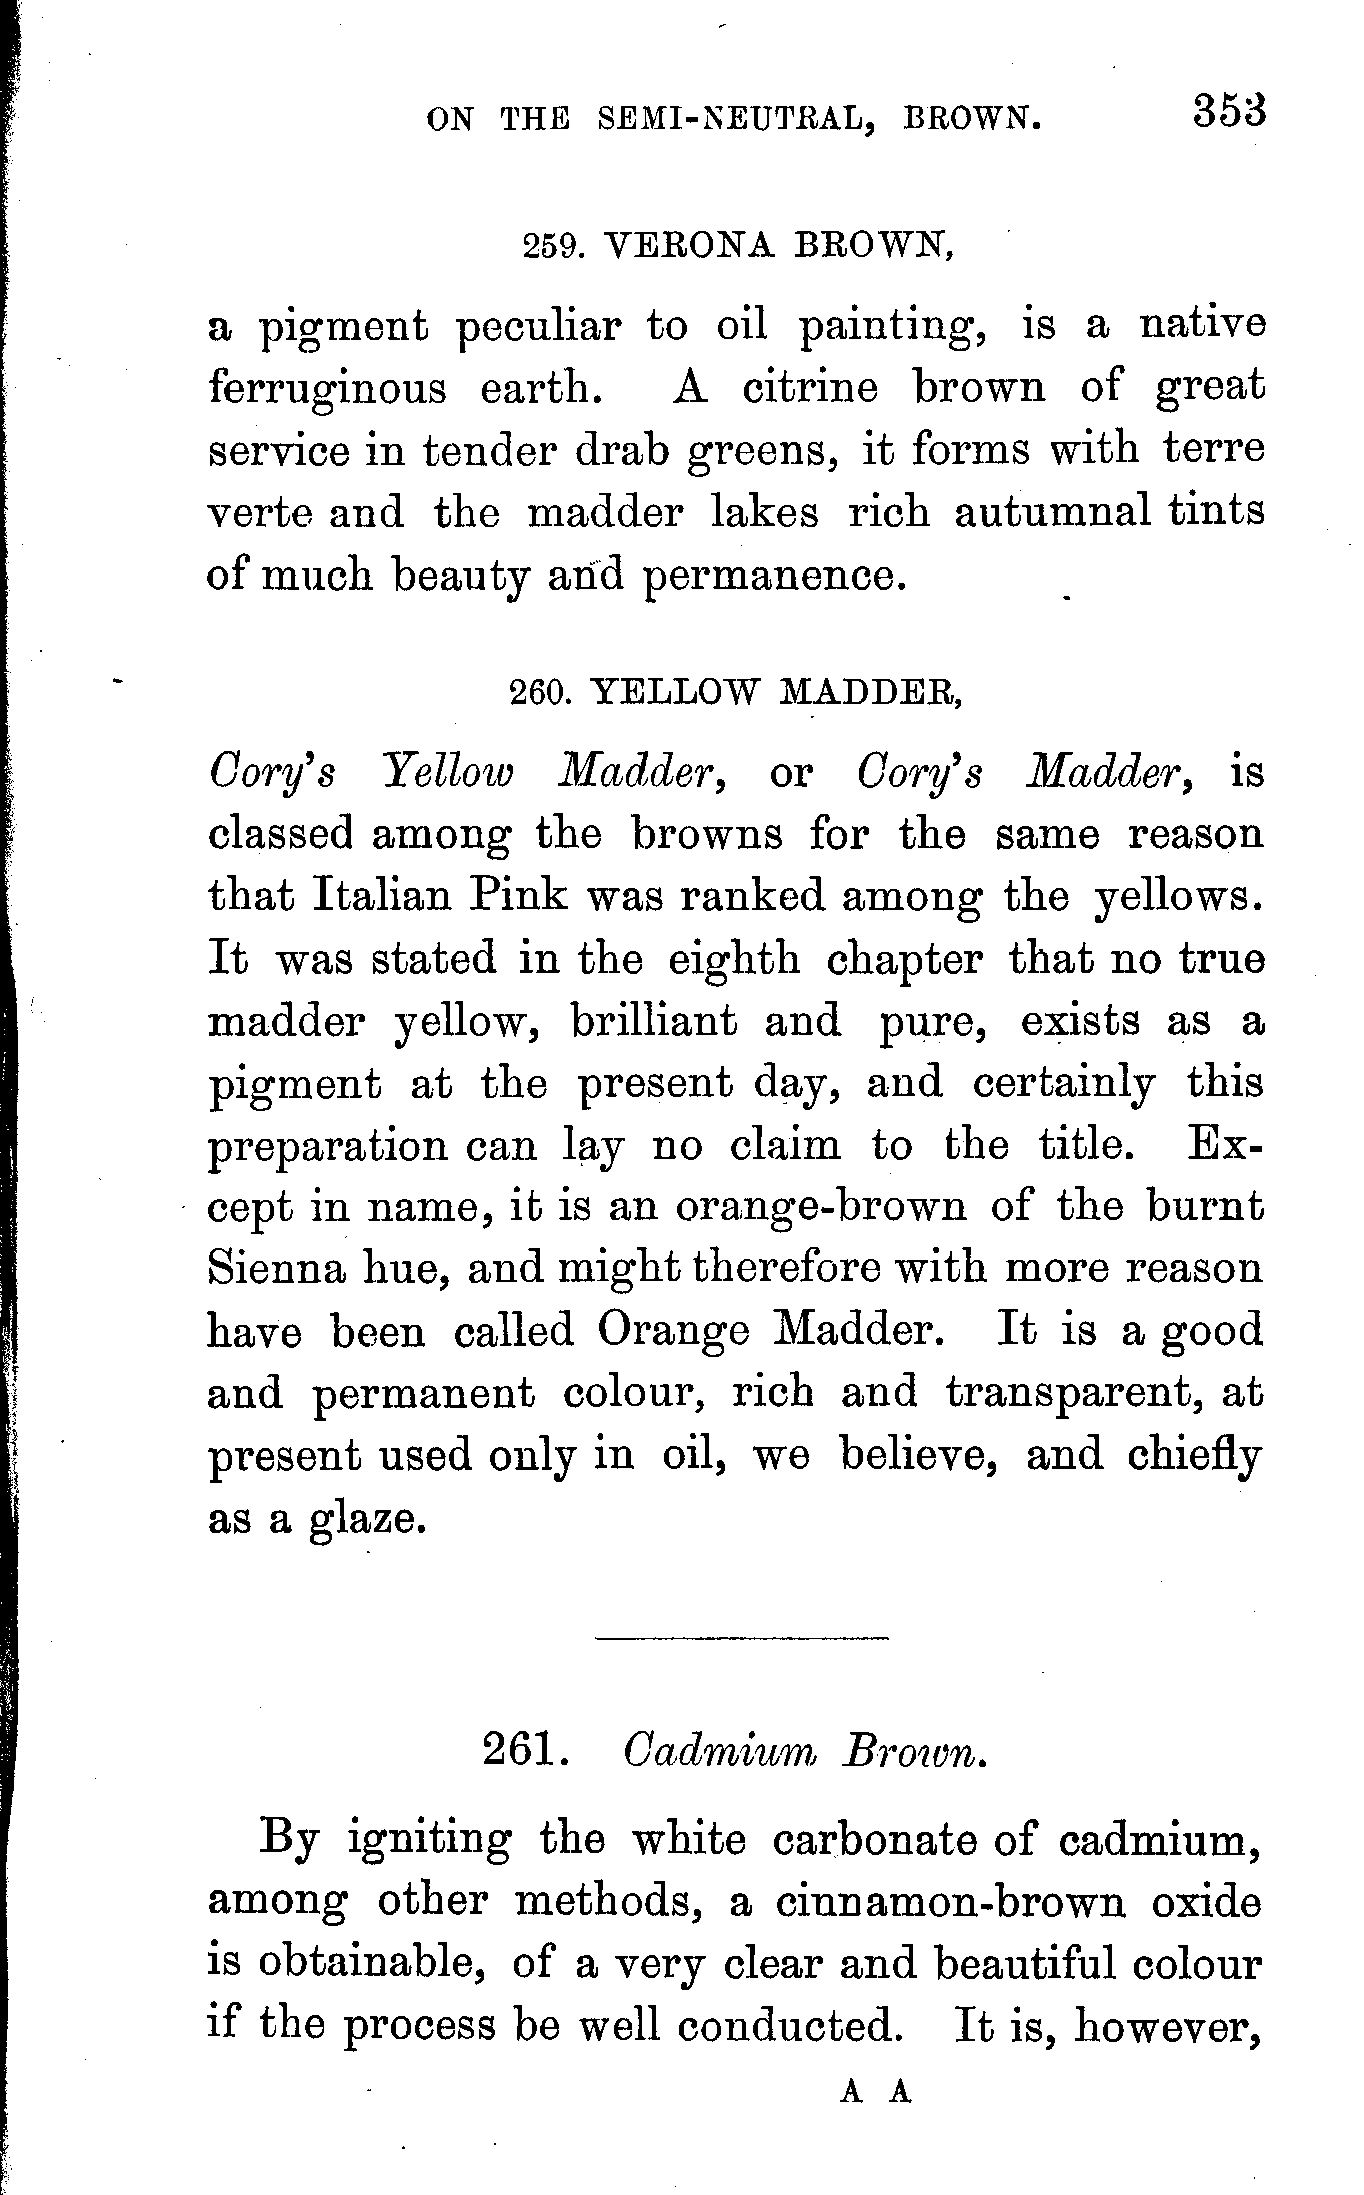 ON THE SEMI-NEUTRAL, BROWN. 353
259. VERONA BROWN,
a pigment peculiar to oil painting, is a native
ferruginous earth. A citrine brown of great
service in tender drab greens, it forms with terre
verte and the madder lakes rich autumnal tints
of much beauty and permanence.
260. YELLOW MADDER,
Cory's Yellow Madder, or Cory's Madder, is
classed among the browns for the same reason
that Italian Pink was ranked among the yellows.
It was stated in the eighth chapter that no true
madder yellow, brilliant and pure, exists as a
pigment at the present day, and certainly this
preparation can lay no claim to the title. Ex-
cept in name, it is an orange-brown of the burnt
Sienna hue, and might therefore with more reason
have been called Orange Madder. It is a good
and permanent colour, rich and transparent, at
present used only in oil, we believe, and chiefly
as a glaze.
261. Cadmium Brown.
By igniting the white carbonate of cadmium,
among other methods, a cinnamon-brown oxide
is obtainable, of a very clear and beautiful colour
if the process be well conducted. It is, however,
A A